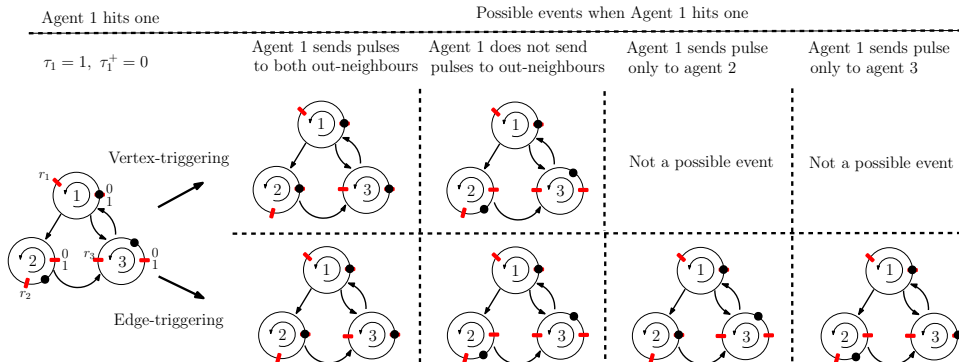 Agent 1 hits one
Possible events when Agent 1 hits one
τ₁ = 1, τ₁⁺ = 0
Agent 1 sends pulses
to both out-neighbours
Agent 1 does not send
pulses to out-neighbours
Agent 1 sends pulse
only to agent 2
Agent 1 sends pulse
only to agent 3
Vertex-triggering
1
2
3
1
2
3
Not a possible event
Not a possible event
r₁
1
0
1
2
0
1
r₂
r₃
3
0
1
Edge-triggering
1
2
3
1
2
3
1
2
3
1
2
3